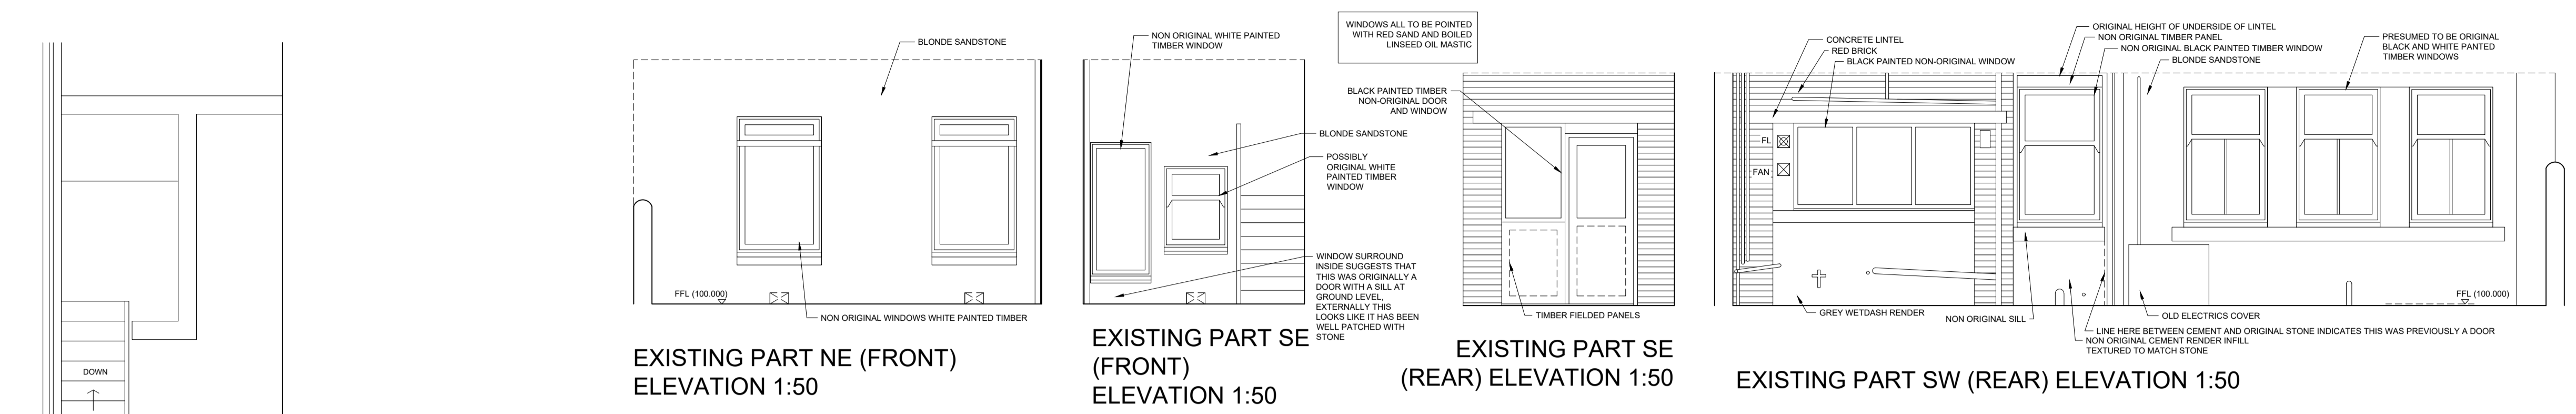 DOWN
BLONDE SANDSTONE
FFL (100.000)
NON ORIGINAL WINDOWS WHITE PAINTED TIMBER
EXISTING PART NE (FRONT)
ELEVATION 1:50
NON ORIGINAL WHITE PAINTED
TIMBER WINDOW
BLONDE SANDSTONE
POSSIBLY
ORIGINAL WHITE
PAINTED TIMBER
WINDOW
WINDOW SURROUND
INSIDE SUGGESTS THAT
THIS WAS ORIGINALLY A
DOOR WITH A SILL AT
GROUND LEVEL,
EXTERNALLY THIS
LOOKS LIKE IT HAS BEEN
WELL PATCHED WITH
STONE
EXISTING PART SE
(FRONT)
ELEVATION 1:50
WINDOWS ALL TO BE POINTED
WITH RED SAND AND BOILED
LINSEED OIL MASTIC
BLACK PAINTED TIMBER
NON-ORIGINAL DOOR
AND WINDOW
TIMBER FIELDED PANELS
EXISTING PART SE
(REAR) ELEVATION 1:50
CONCRETE LINTEL
RED BRICK
BLACK PAINTED NON-ORIGINAL WINDOW
ORIGINAL HEIGHT OF UNDERSIDE OF LINTEL
NON ORIGINAL TIMBER PANEL
NON ORIGINAL BLACK PAINTED TIMBER WINDOW
BLONDE SANDSTONE
PRESUMED TO BE ORIGINAL
BLACK AND WHITE PANTED
TIMBER WINDOWS
FL
FAN
FFL (100.000)
GREY WETDASH RENDER
NON ORIGINAL SILL
OLD ELECTRICS COVER
LINE HERE BETWEEN CEMENT AND ORIGINAL STONE INDICATES THIS WAS PREVIOUSLY A DOOR
NON ORIGINAL CEMENT RENDER INFILL
TEXTURED TO MATCH STONE
EXISTING PART SW (REAR) ELEVATION 1:50